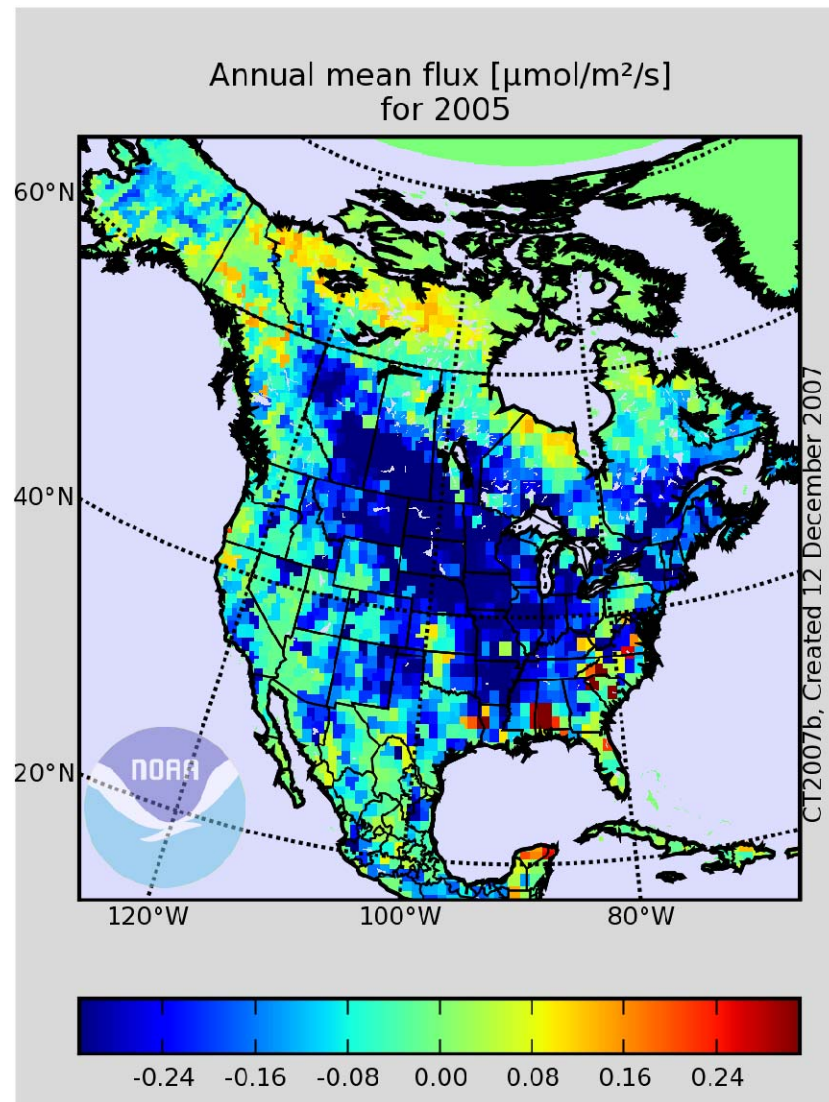 Annual mean flux [µmol/m²/s]
for 2005
60°N
40°N
20°N
120°W
100°W
80°W
CT2007b, Created 12 December 2007
NOAA
-0.24
-0.16
-0.08
0.00
0.08
0.16
0.24